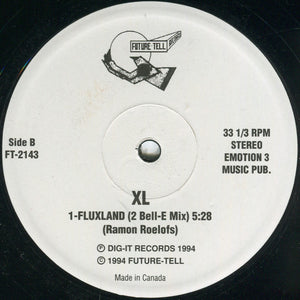 FUTURE TELL
RECORDS
Side B
FT-2143
33 1/3 RPM
STEREO
EMOTION 3
MUSIC PUB.
XL
1-FLUXLAND (2 Bell-E Mix) 5:28
(Ramon Roelofs)
Ⓟ DIG-IT RECORDS 1994
© 1994 FUTURE-TELL
Made in Canada